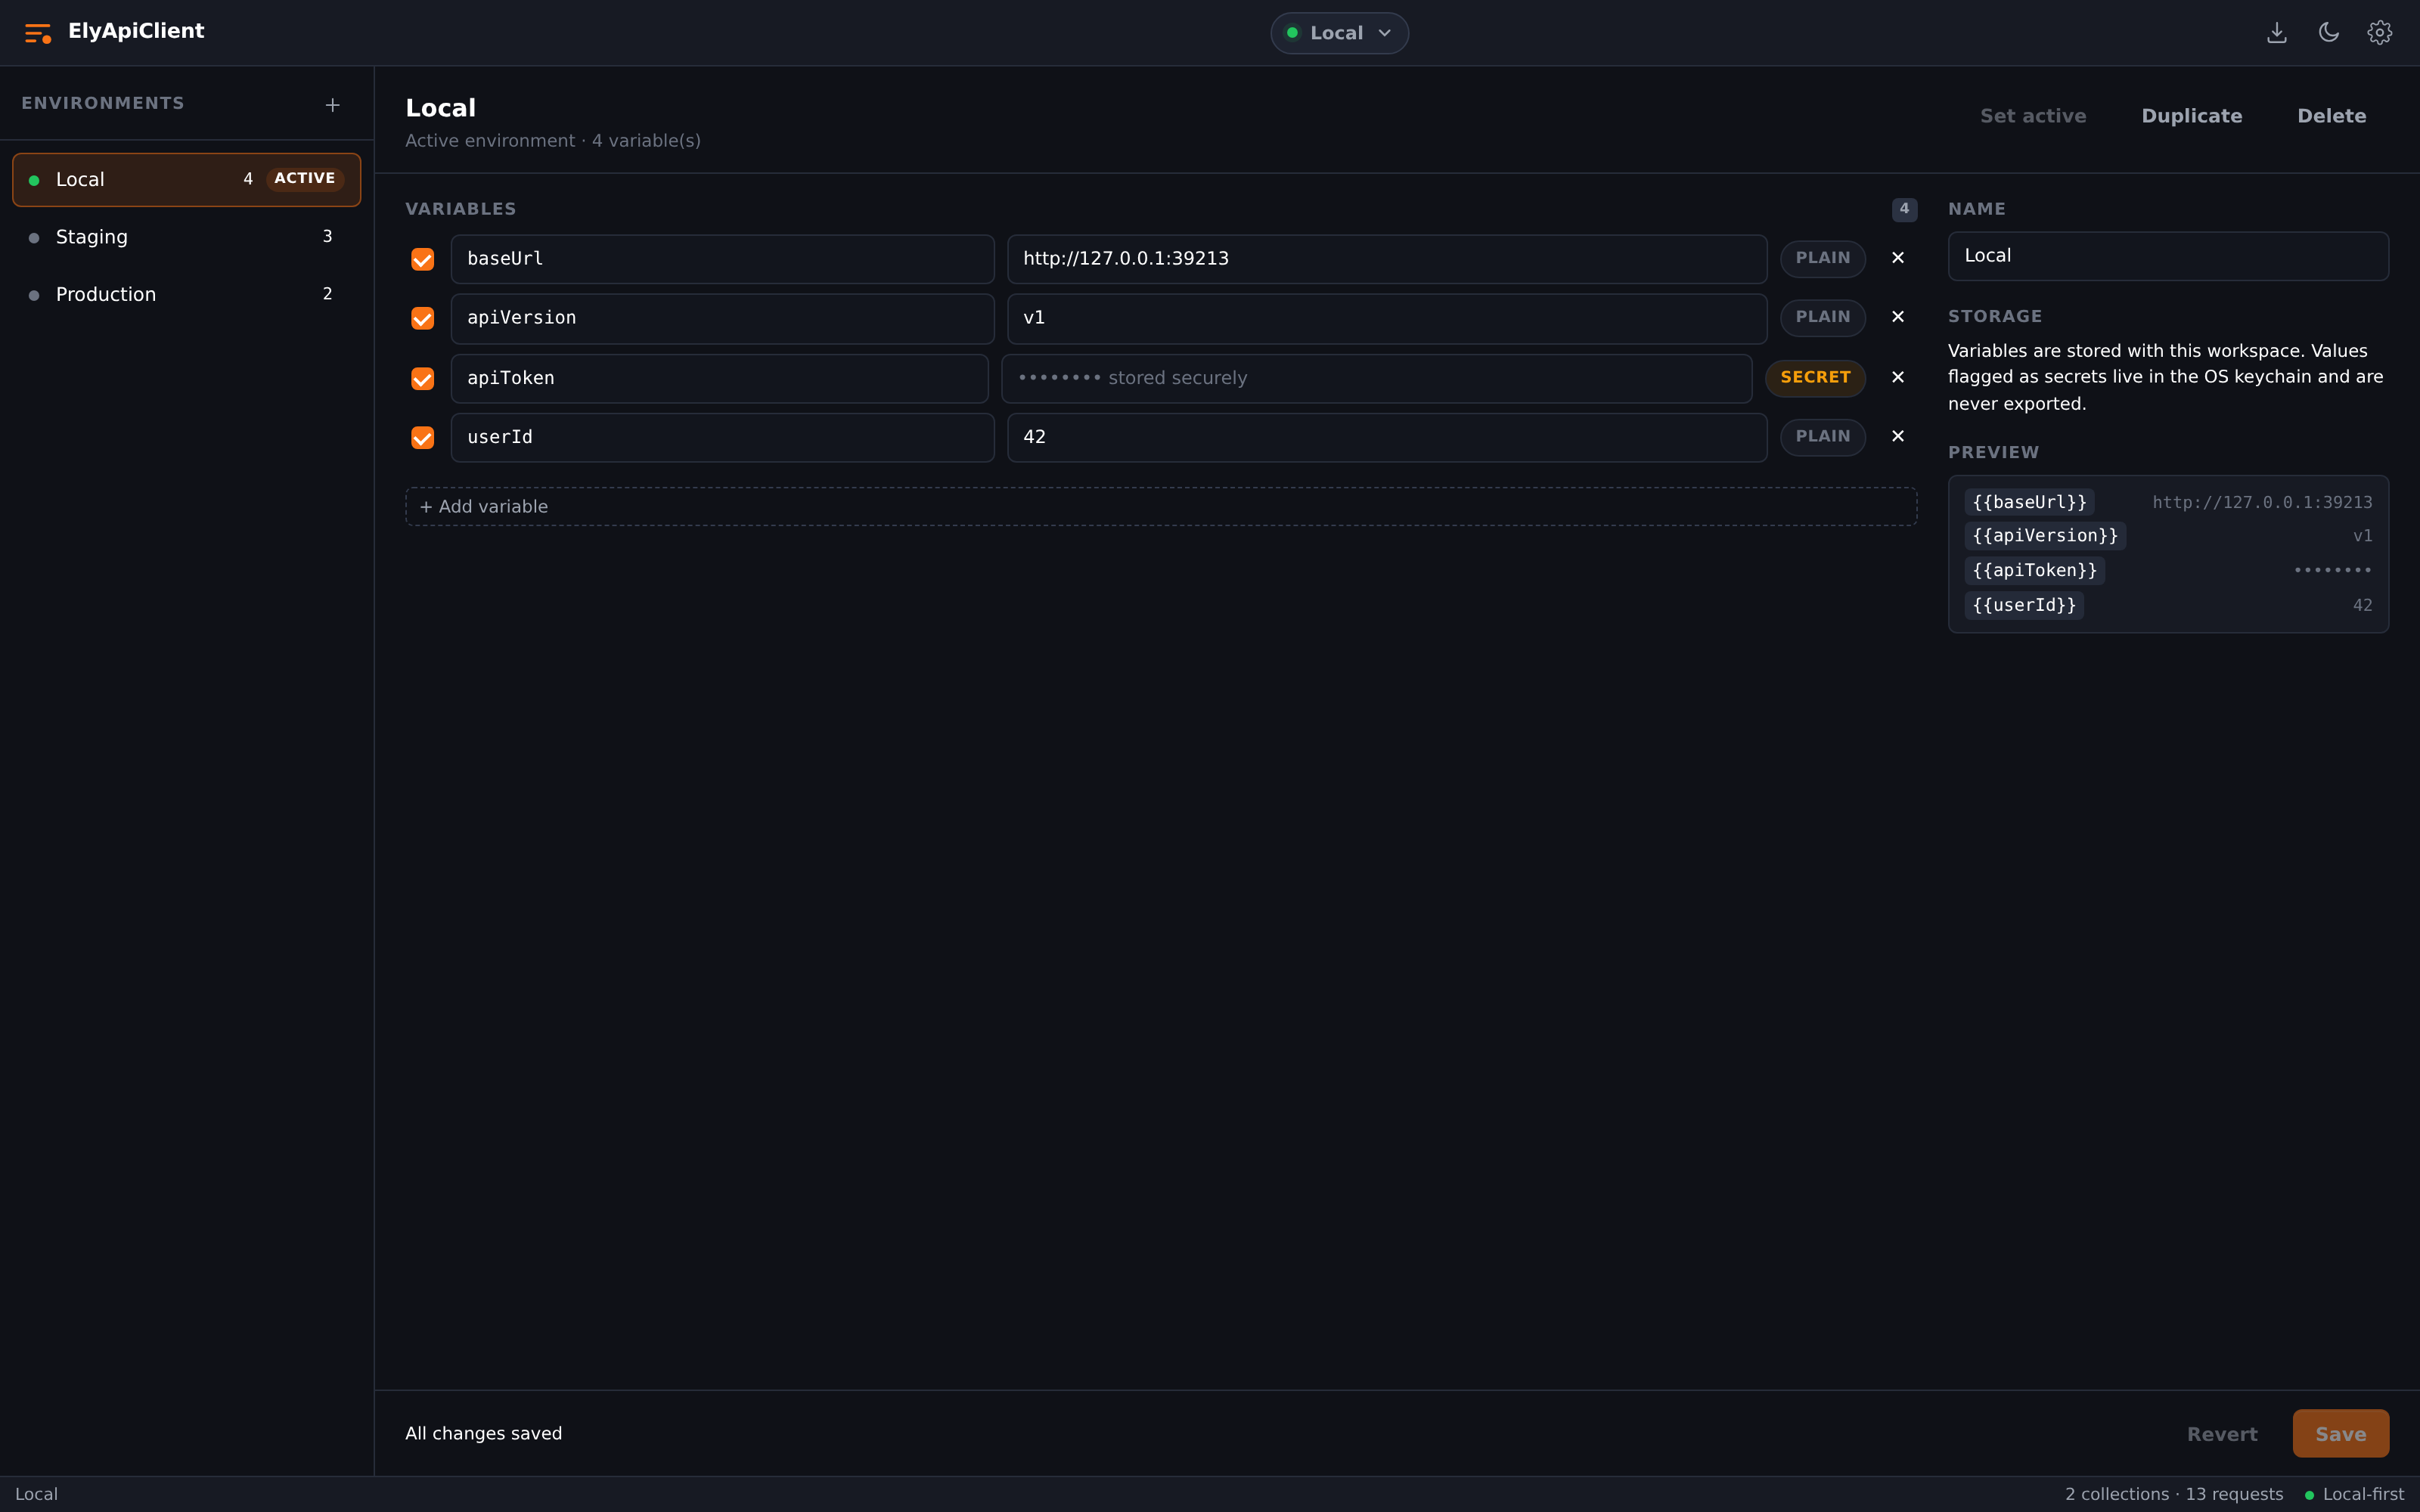 ElyApiClient
Local
ENVIRONMENTS
Local 4 ACTIVE
Staging 3
Production 2
Local
Active environment · 4 variable(s)
Set active Duplicate Delete
VARIABLES 4
baseUrl http://127.0.0.1:39213 PLAIN ✕
apiVersion v1 PLAIN ✕
apiToken •••••••• stored securely SECRET ✕
userId 42 PLAIN ✕
+ Add variable
NAME
Local
STORAGE
Variables are stored with this workspace. Values
flagged as secrets live in the OS keychain and are
never exported.
PREVIEW
{{baseUrl}} http://127.0.0.1:39213
{{apiVersion}} v1
{{apiToken}} ••••••••
{{userId}} 42
All changes saved
Revert Save
Local
2 collections · 13 requests Local-first